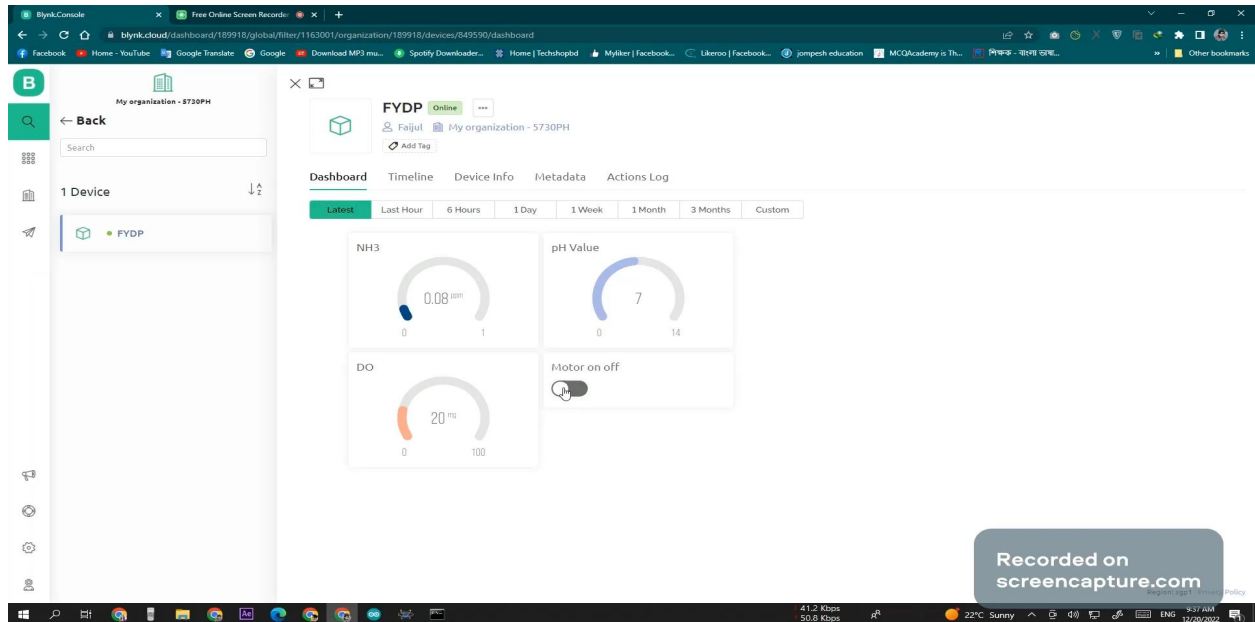 Blynk.Console
Free Online Screen Recorder
blynk.cloud/dashboard/189918/global/filter/1163001/organization/189918/devices/849590/dashboard
Facebook Home - YouTube Google Translate Google Download MP3 mu... Spotify Downloader... Home | Techshopbd Myliker | Facebook... Likeroo | Facebook... jompesh education MCQAcademy is Th... শিক্ষক - বাংলা ভাষা... » Other bookmarks
B
My organization - 5730PH
← Back
Search
1 Device
FYDP
FYDP Online
Faijul My organization - 5730PH
Add Tag
Dashboard Timeline Device Info Metadata Actions Log
Latest Last Hour 6 Hours 1 Day 1 Week 1 Month 3 Months Custom
NH3
0.08 ppm
0 1
pH Value
7
0 14
DO
20 mg
0 100
Motor on off
Recorded on
screencapture.com
Region: sgp1 Privacy Policy
41.2 Kbps
50.8 Kbps
22°C Sunny
ENG
9:37 AM
12/20/2022